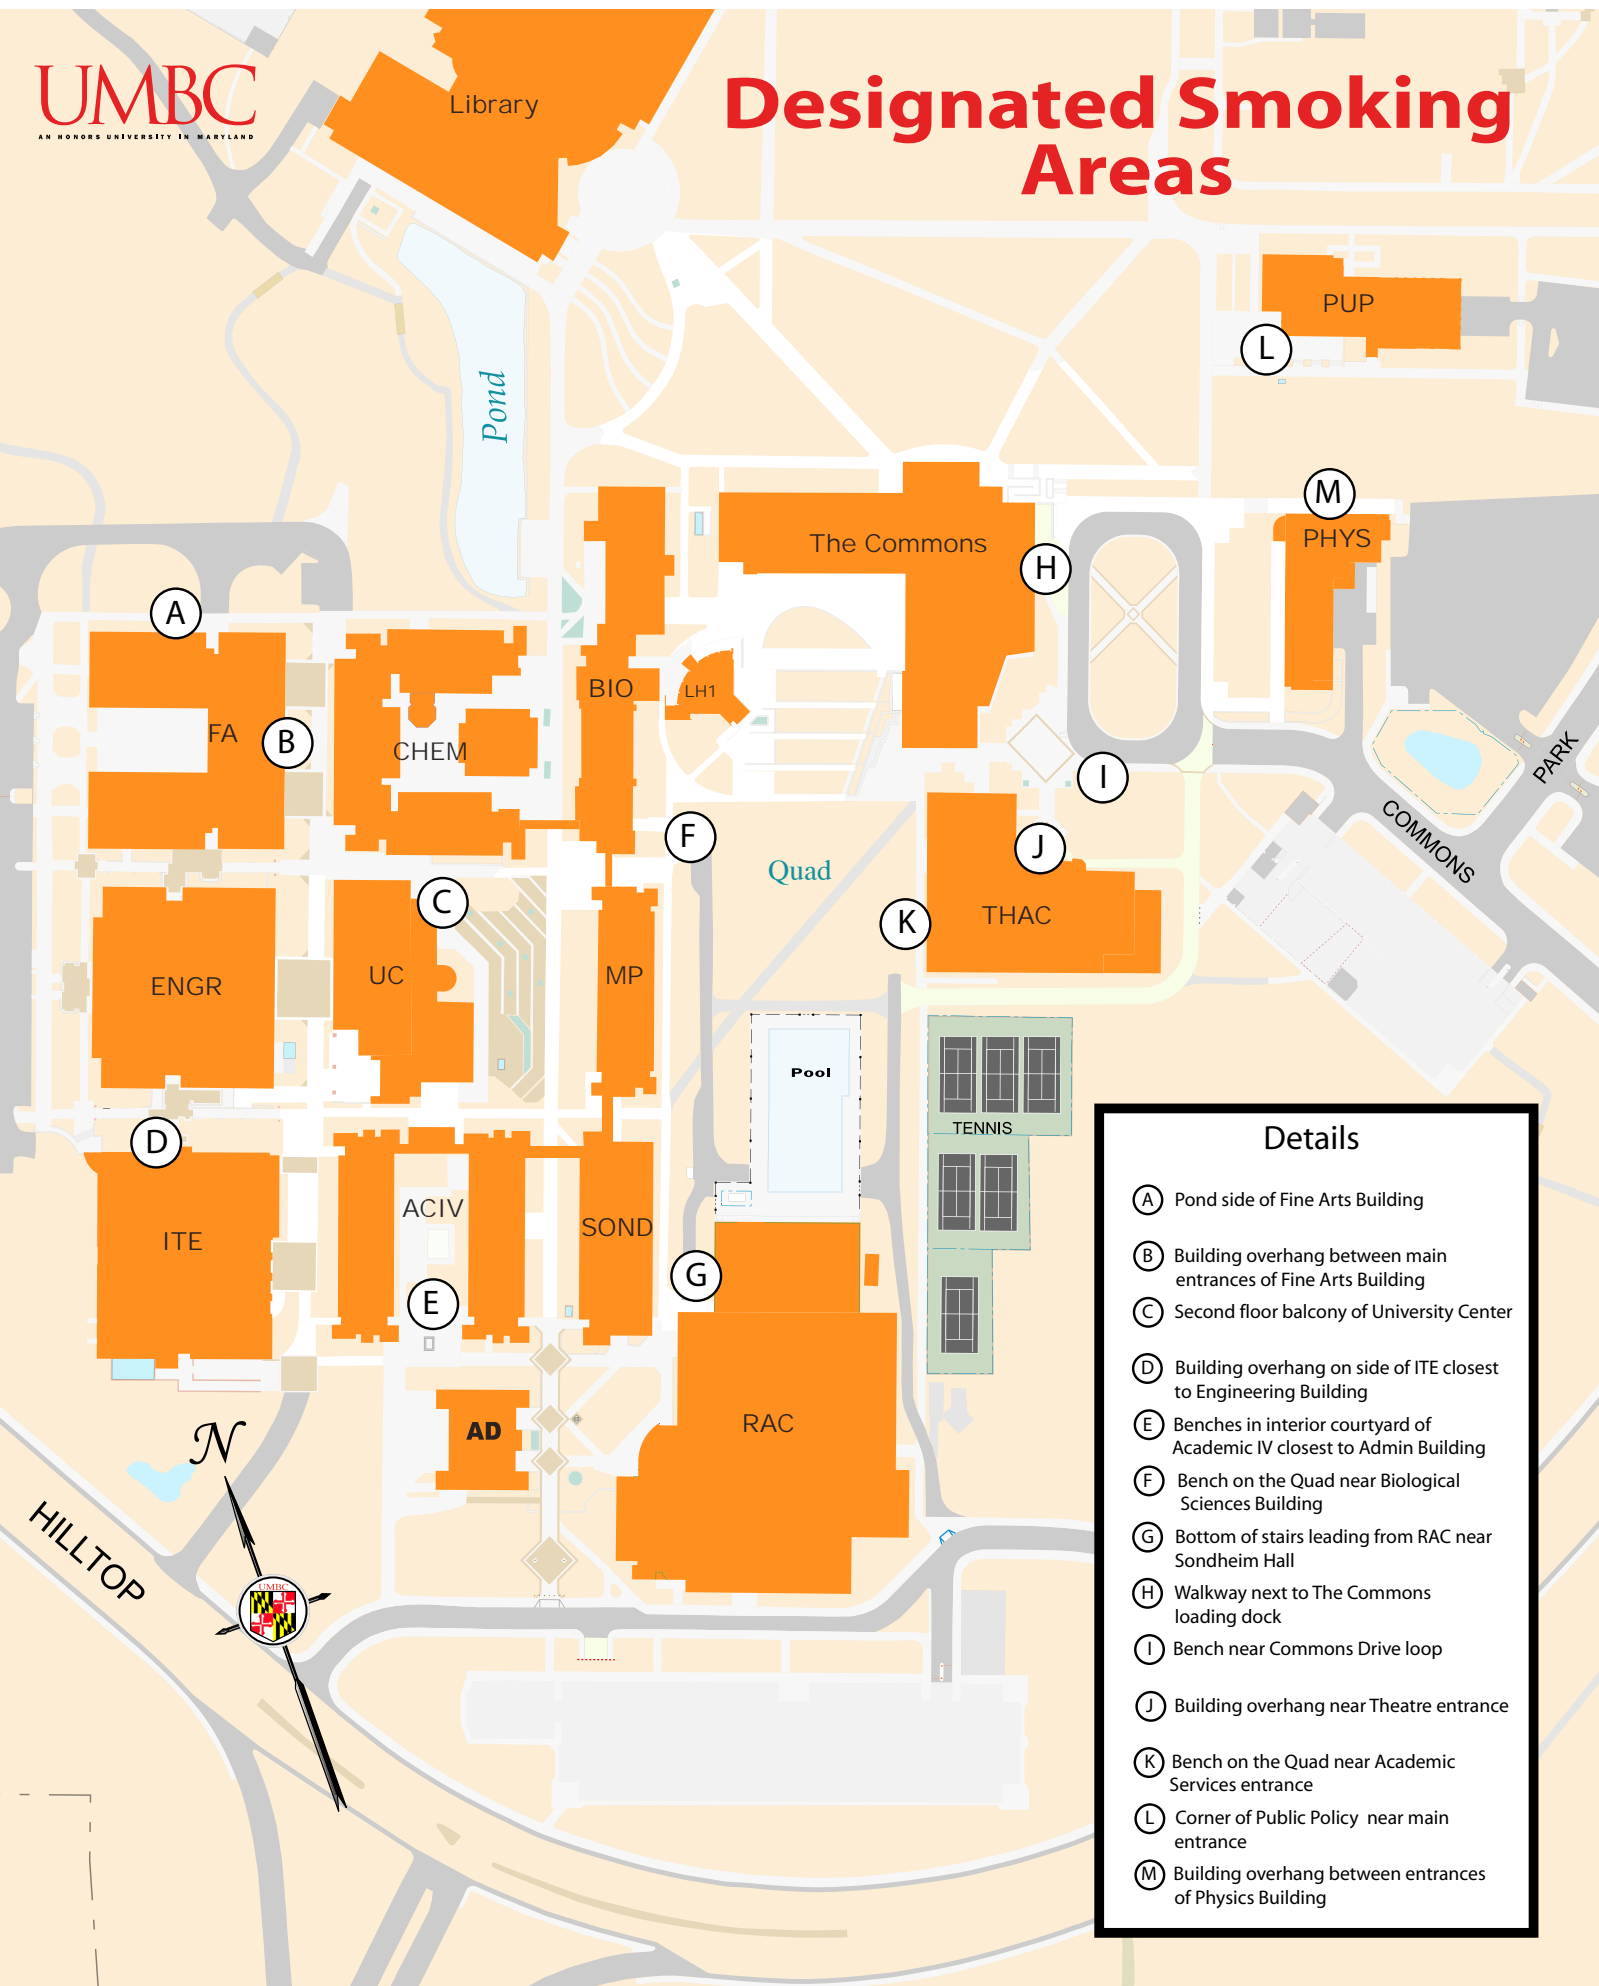 UMBC
AN HONORS UNIVERSITY IN MARYLAND
Designated Smoking
Areas
Library
PUP
L
Pond
M
PHYS
The Commons
H
A
BIO
LH1
FA
B
CHEM
I
PARK
COMMONS
F
J
Quad
C
K
THAC
UC
MP
ENGR
Pool
TENNIS
D
ACIV
SOND
ITE
G
E
RAC
AD
N
HILLTOP
UMBC
Details
A Pond side of Fine Arts Building
B Building overhang between main
entrances of Fine Arts Building
C Second floor balcony of University Center
D Building overhang on side of ITE closest
to Engineering Building
E Benches in interior courtyard of
Academic IV closest to Admin Building
F Bench on the Quad near Biological
Sciences Building
G Bottom of stairs leading from RAC near
Sondheim Hall
H Walkway next to The Commons
loading dock
I Bench near Commons Drive loop
J Building overhang near Theatre entrance
K Bench on the Quad near Academic
Services entrance
L Corner of Public Policy near main
entrance
M Building overhang between entrances
of Physics Building